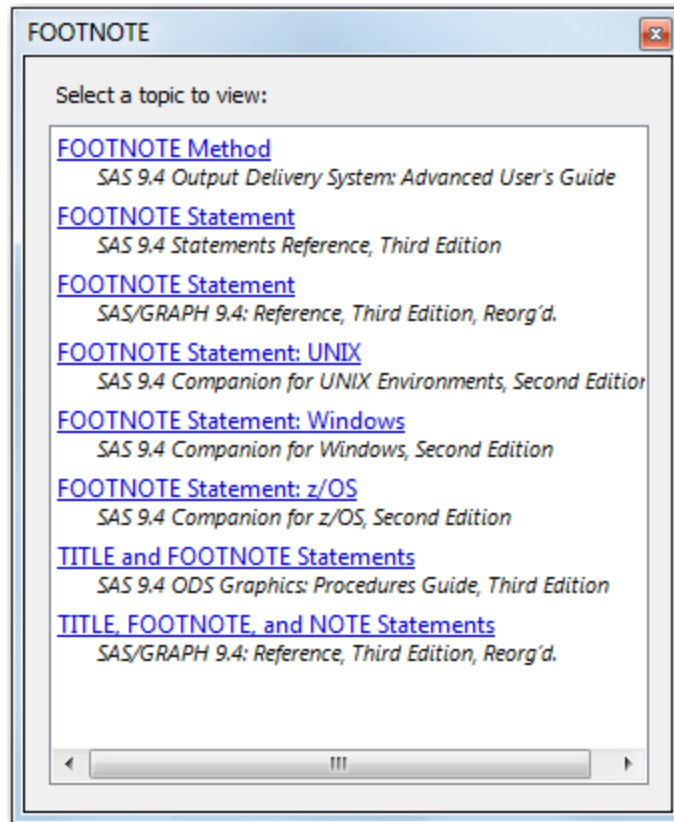 FOOTNOTE
Select a topic to view:
FOOTNOTE Method
SAS 9.4 Output Delivery System: Advanced User's Guide
FOOTNOTE Statement
SAS 9.4 Statements Reference, Third Edition
FOOTNOTE Statement
SAS/GRAPH 9.4: Reference, Third Edition, Reorg'd.
FOOTNOTE Statement: UNIX
SAS 9.4 Companion for UNIX Environments, Second Edition
FOOTNOTE Statement: Windows
SAS 9.4 Companion for Windows, Second Edition
FOOTNOTE Statement: z/OS
SAS 9.4 Companion for z/OS, Second Edition
TITLE and FOOTNOTE Statements
SAS 9.4 ODS Graphics: Procedures Guide, Third Edition
TITLE, FOOTNOTE, and NOTE Statements
SAS/GRAPH 9.4: Reference, Third Edition, Reorg'd.